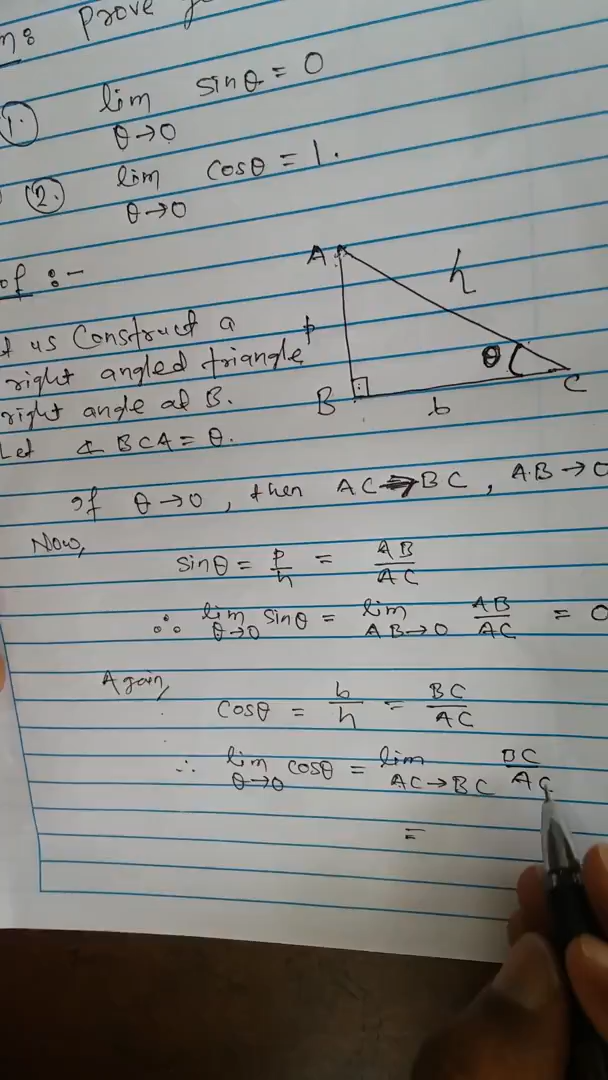 n: Prove
1. lim sinθ = 0
θ→0
(2). lim cosθ = 1.
θ→0
of :-
t us Construct a
right angled triangle
right angle at B.
Let ∠BCA = θ.
A
h
p
θ
B
b
C
If θ→0, then AC→BC, AB→0
Now,
sinθ = p/h = AB/AC
∴ lim sinθ = lim AB/AC = 0
θ→0 AB→0
Again,
cosθ = b/h = BC/AC
∴ lim cosθ = lim BC/AC
θ→0 AC→BC
=